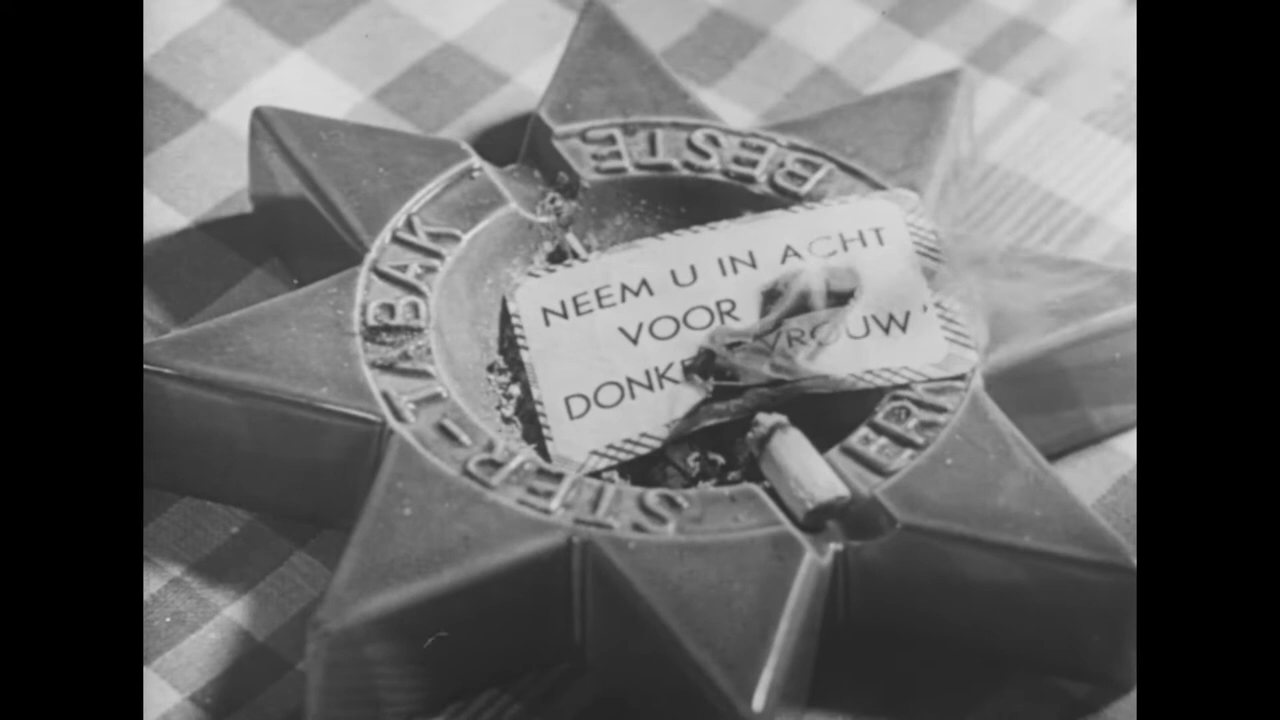 NEEM U IN ACHT
VOOR
VROUW'
STER-TABAK
BESTE